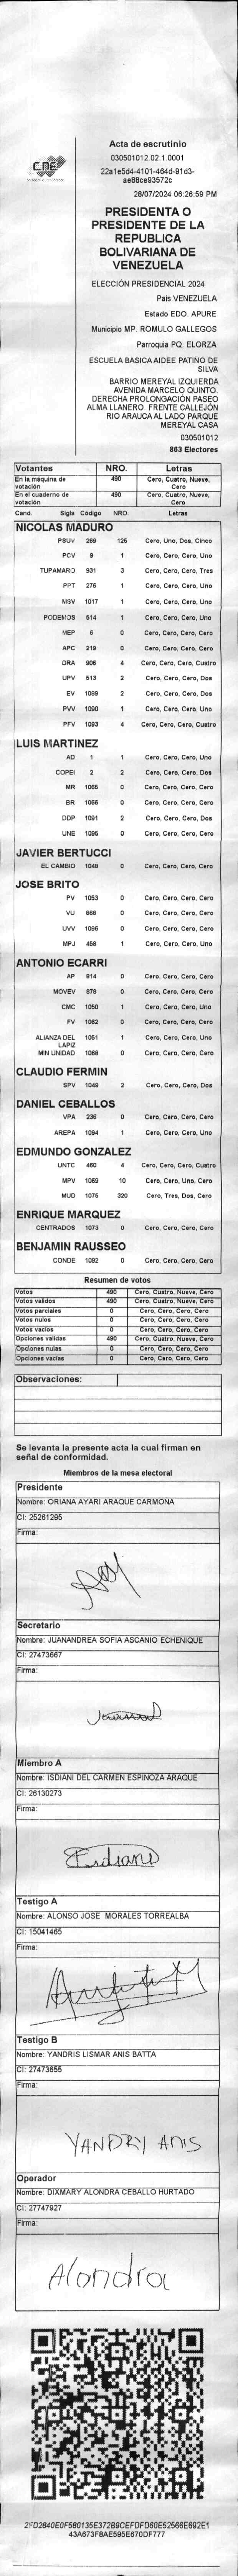 CNE
Acta de escrutinio
030501012.02.1.0001
22a1e5d4-4101-464d-91d3-
ae88ce93572c
28/07/2024 06:26:59 PM
PRESIDENTA O
PRESIDENTE DE LA
REPUBLICA
BOLIVARIANA DE
VENEZUELA
ELECCIÓN PRESIDENCIAL 2024
Pais VENEZUELA
Estado EDO. APURE
Municipio MP. ROMULO GALLEGOS
Parroquia PQ. ELORZA
ESCUELA BASICA AIDEE PATIÑO DE
SILVA
BARRIO MEREYAL IZQUIERDA
AVENIDA MARCELO QUINTO.
DERECHA PROLONGACIÓN PASEO
ALMA LLANERO. FRENTE CALLEJÓN
RIO ARAUCA AL LADO PARQUE
MEREYAL CASA
030501012
863 Electores
Votantes NRO. Letras
En la máquina de votación 490 Cero, Cuatro, Nueve, Cero
En el cuaderno de votación 490 Cero, Cuatro, Nueve, Cero
Cand. Sigla Código NRO. Letras
NICOLAS MADURO
PSUV 269 125 Cero, Uno, Dos, Cinco
PCV 9 1 Cero, Cero, Cero, Uno
TUPAMARO 931 3 Cero, Cero, Cero, Tres
PPT 276 1 Cero, Cero, Cero, Uno
MSV 1017 1 Cero, Cero, Cero, Uno
PODEMOS 514 1 Cero, Cero, Cero, Uno
MEP 6 0 Cero, Cero, Cero, Cero
APC 219 0 Cero, Cero, Cero, Cero
ORA 906 4 Cero, Cero, Cero, Cuatro
UPV 513 2 Cero, Cero, Cero, Dos
EV 1089 2 Cero, Cero, Cero, Dos
PVV 1090 1 Cero, Cero, Cero, Uno
PFV 1093 4 Cero, Cero, Cero, Cuatro
LUIS MARTINEZ
AD 1 1 Cero, Cero, Cero, Uno
COPEI 2 2 Cero, Cero, Cero, Dos
MR 1065 0 Cero, Cero, Cero, Cero
BR 1066 0 Cero, Cero, Cero, Cero
DDP 1091 2 Cero, Cero, Cero, Dos
UNE 1095 0 Cero, Cero, Cero, Cero
JAVIER BERTUCCI
EL CAMBIO 1048 0 Cero, Cero, Cero, Cero
JOSE BRITO
PV 1053 0 Cero, Cero, Cero, Cero
VU 868 0 Cero, Cero, Cero, Cero
UVV 1096 0 Cero, Cero, Cero, Cero
MPJ 458 1 Cero, Cero, Cero, Uno
ANTONIO ECARRI
AP 914 0 Cero, Cero, Cero, Cero
MOVEV 878 0 Cero, Cero, Cero, Cero
CMC 1050 1 Cero, Cero, Cero, Uno
FV 1062 0 Cero, Cero, Cero, Cero
ALIANZA DEL LAPIZ 1051 1 Cero, Cero, Cero, Uno
MIN UNIDAD 1088 0 Cero, Cero, Cero, Cero
CLAUDIO FERMIN
SPV 1049 2 Cero, Cero, Cero, Dos
DANIEL CEBALLOS
VPA 236 0 Cero, Cero, Cero, Cero
AREPA 1094 1 Cero, Cero, Cero, Uno
EDMUNDO GONZALEZ
UNTC 460 4 Cero, Cero, Cero, Cuatro
MPV 1069 10 Cero, Cero, Uno, Cero
MUD 1075 320 Cero, Tres, Dos, Cero
ENRIQUE MARQUEZ
CENTRADOS 1073 0 Cero, Cero, Cero, Cero
BENJAMIN RAUSSEO
CONDE 1092 0 Cero, Cero, Cero, Cero
Resumen de votos
Votos 490 Cero, Cuatro, Nueve, Cero
Votos validos 490 Cero, Cuatro, Nueve, Cero
Votos parciales 0 Cero, Cero, Cero, Cero
Votos nulos 0 Cero, Cero, Cero, Cero
Votos vacios 0 Cero, Cero, Cero, Cero
Opciones validas 490 Cero, Cuatro, Nueve, Cero
Opciones nulas 0 Cero, Cero, Cero, Cero
Opciones vacias 0 Cero, Cero, Cero, Cero
Observaciones:
Se levanta la presente acta la cual firman en
señal de conformidad.
Miembros de la mesa electoral
Presidente
Nombre: ORIANA AYARI ARAQUE CARMONA
CI: 25261295
Firma:
Secretario
Nombre: JUANANDREA SOFIA ASCANIO ECHENIQUE
CI: 27473667
Firma:
Miembro A
Nombre: ISDIANI DEL CARMEN ESPINOZA ARAQUE
CI: 26130273
Firma:
Testigo A
Nombre: ALONSO JOSE MORALES TORREALBA
CI: 15041465
Firma:
Testigo B
Nombre: YANDRIS LISMAR ANIS BATTA
CI: 27473655
Firma:
YANDRY ANIS
Operador
Nombre: DIXMARY ALONDRA CEBALLO HURTADO
CI: 27747927
Firma:
Alondra
21FD2840E0F580135E372B9CEFDFD60E52566E692E1
43A673F8AE595E670DF777